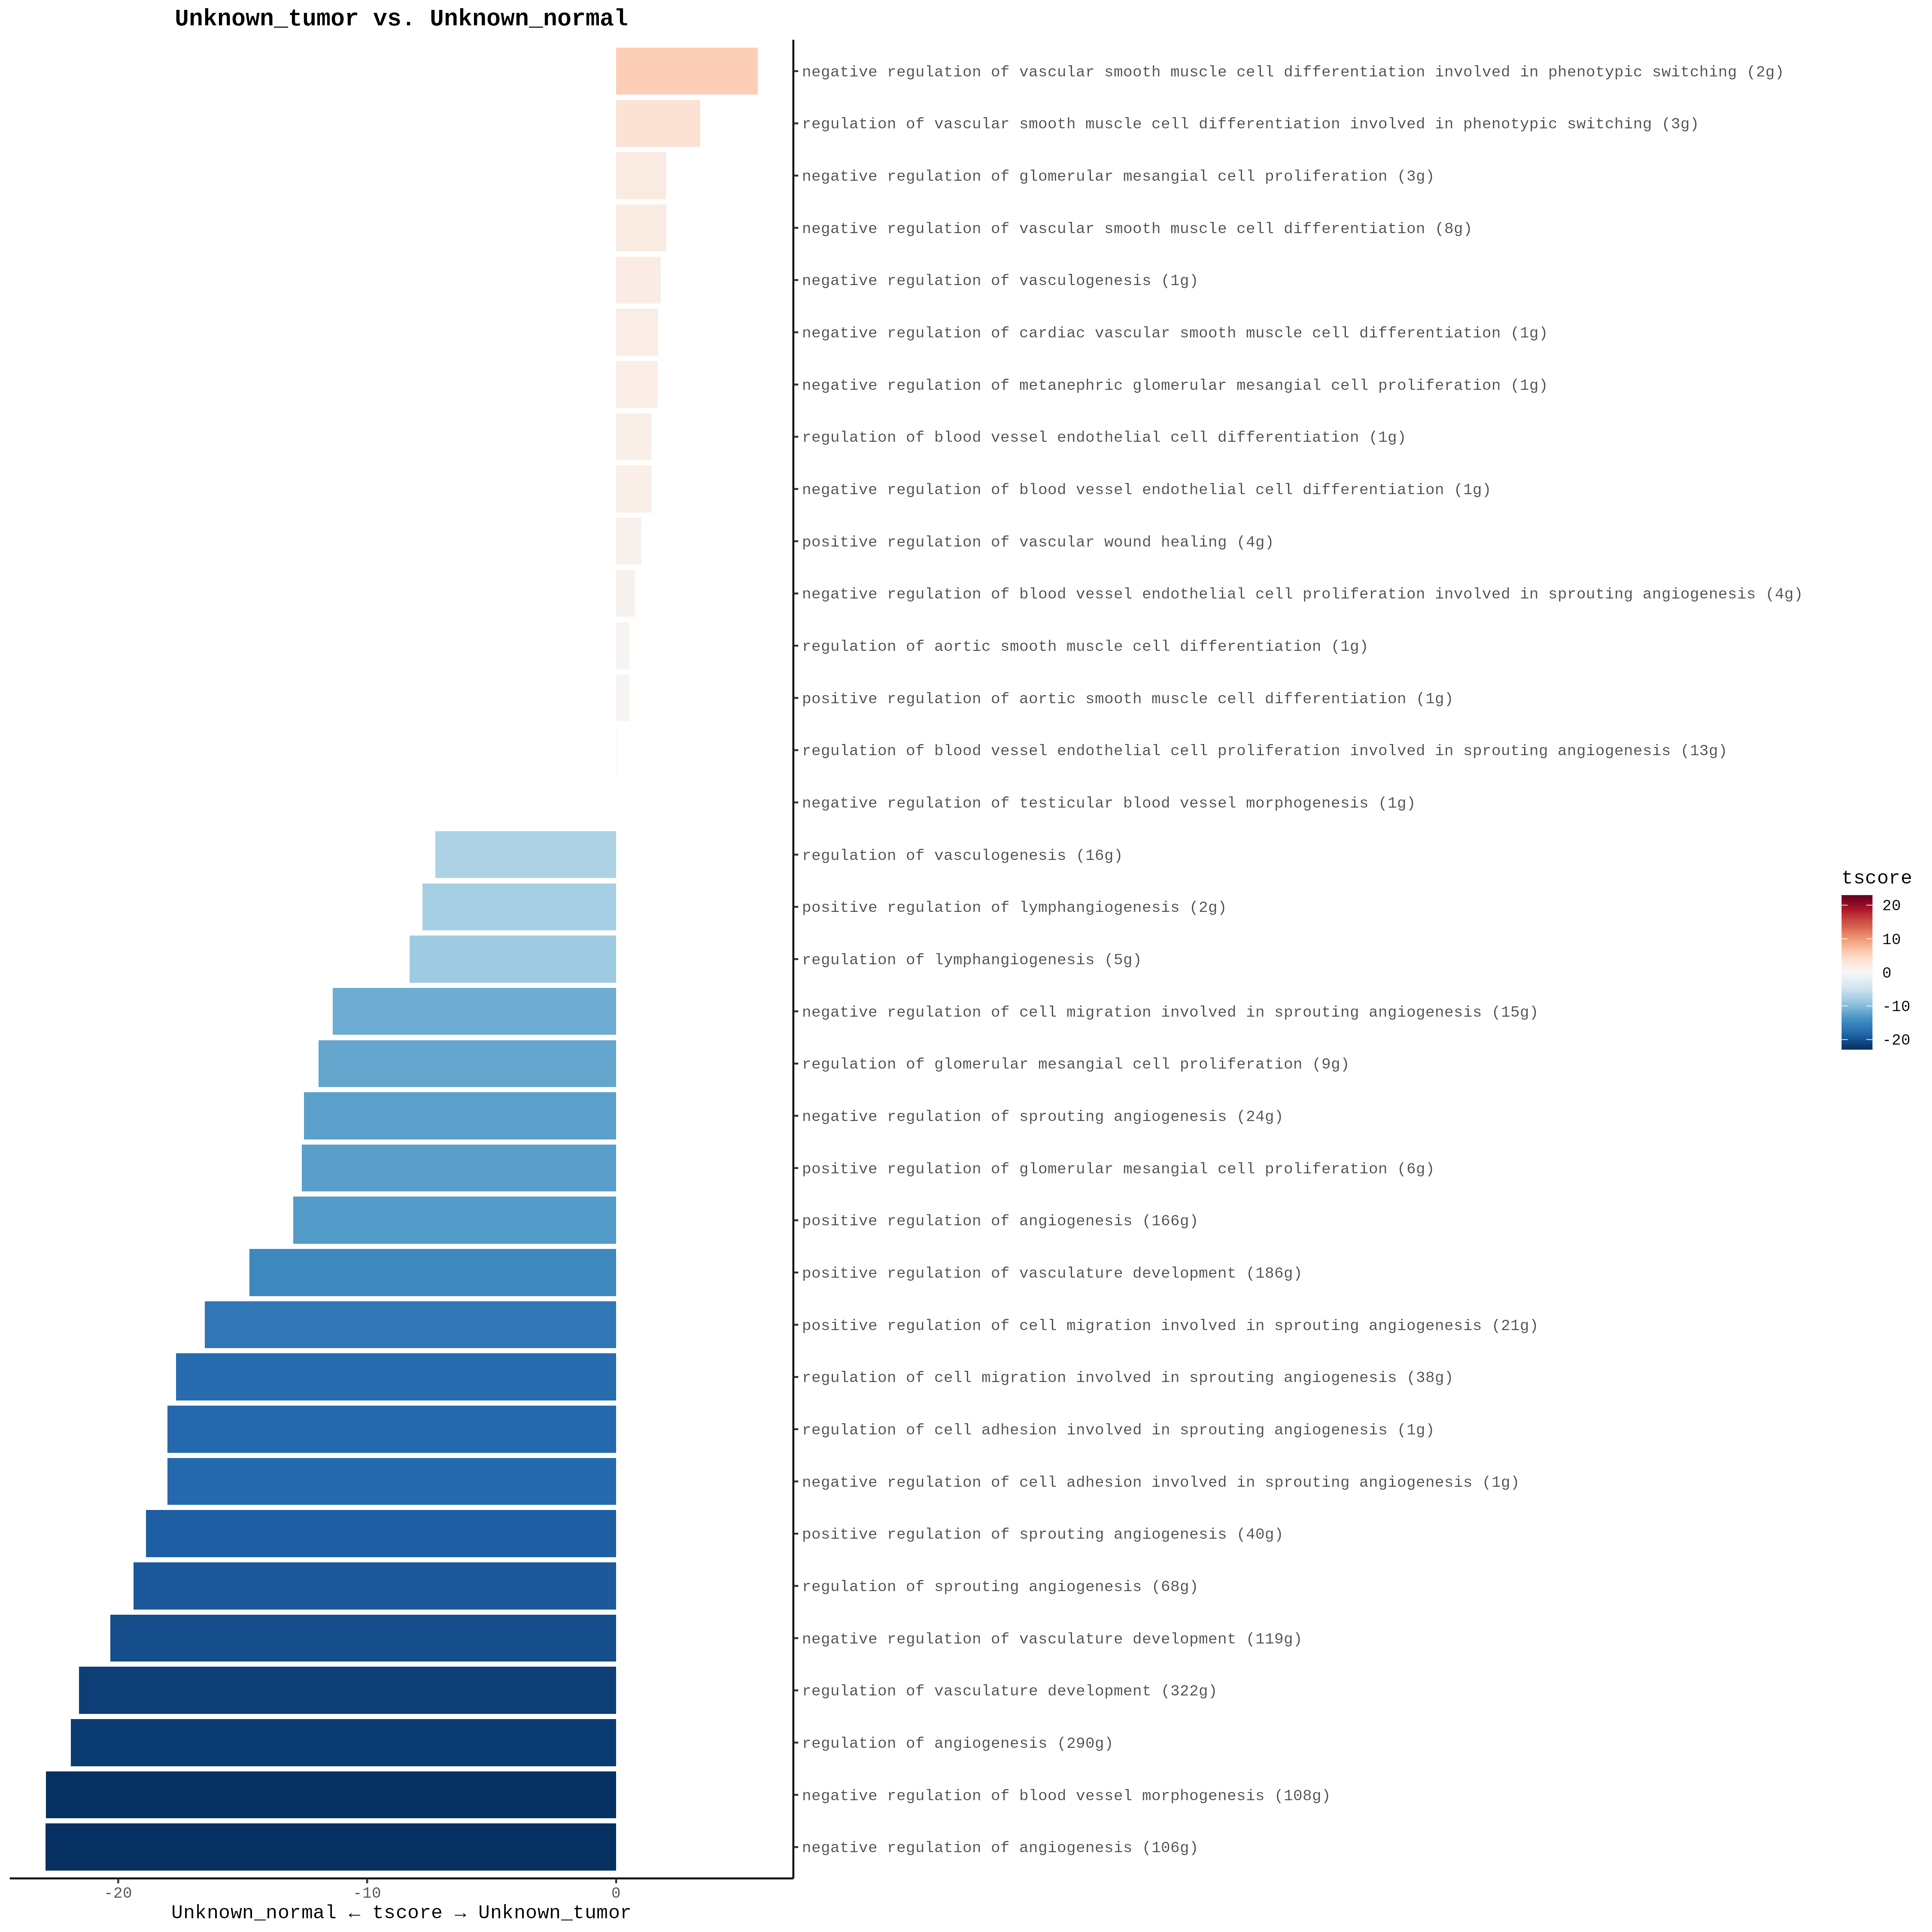 Unknown_tumor vs. Unknown_normal
negative regulation of vascular smooth muscle cell differentiation involved in phenotypic switching (2g)
regulation of vascular smooth muscle cell differentiation involved in phenotypic switching (3g)
negative regulation of glomerular mesangial cell proliferation (3g)
negative regulation of vascular smooth muscle cell differentiation (8g)
negative regulation of vasculogenesis (1g)
negative regulation of cardiac vascular smooth muscle cell differentiation (1g)
negative regulation of metanephric glomerular mesangial cell proliferation (1g)
regulation of blood vessel endothelial cell differentiation (1g)
negative regulation of blood vessel endothelial cell differentiation (1g)
positive regulation of vascular wound healing (4g)
negative regulation of blood vessel endothelial cell proliferation involved in sprouting angiogenesis (4g)
regulation of aortic smooth muscle cell differentiation (1g)
positive regulation of aortic smooth muscle cell differentiation (1g)
regulation of blood vessel endothelial cell proliferation involved in sprouting angiogenesis (13g)
negative regulation of testicular blood vessel morphogenesis (1g)
regulation of vasculogenesis (16g)
positive regulation of lymphangiogenesis (2g)
regulation of lymphangiogenesis (5g)
negative regulation of cell migration involved in sprouting angiogenesis (15g)
regulation of glomerular mesangial cell proliferation (9g)
negative regulation of sprouting angiogenesis (24g)
positive regulation of glomerular mesangial cell proliferation (6g)
positive regulation of angiogenesis (166g)
positive regulation of vasculature development (186g)
positive regulation of cell migration involved in sprouting angiogenesis (21g)
regulation of cell migration involved in sprouting angiogenesis (38g)
regulation of cell adhesion involved in sprouting angiogenesis (1g)
negative regulation of cell adhesion involved in sprouting angiogenesis (1g)
positive regulation of sprouting angiogenesis (40g)
regulation of sprouting angiogenesis (68g)
negative regulation of vasculature development (119g)
regulation of vasculature development (322g)
regulation of angiogenesis (290g)
negative regulation of blood vessel morphogenesis (108g)
negative regulation of angiogenesis (106g)
-20 -10 0
Unknown_normal ← tscore → Unknown_tumor
tscore
20
10
0
-10
-20